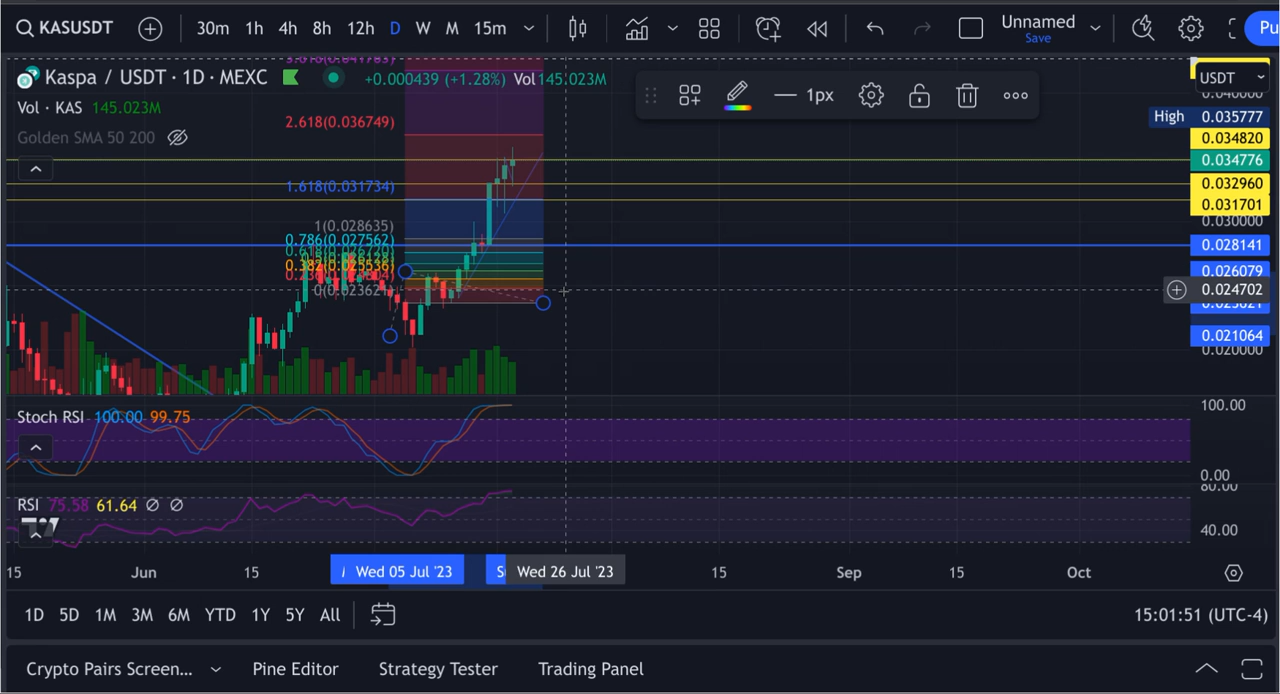 KASUSDT 30m 1h 4h 8h 12h D W M 15m Unnamed Save Pu
Kaspa / USDT · 1D · MEXC +0.000439 (+1.28%) Vol 145.023M
USDT
Vol · KAS 145.023M
1px
Golden SMA 50 200
High 0.035777
2.618(0.036749)
0.034820
0.034776
1.618(0.031734)
0.032960
0.031701
1(0.028635)
0.030000
0.786(0.027562)
0.028141
0.382(0.025536)
0.026079
0(0.023621)
0.024702
0.021064
0.020000
Stoch RSI 100.00 99.75
100.00
0.00
RSI 75.58 61.64
40.00
15 Jun 15 Wed 05 Jul '23 Wed 26 Jul '23 15 Sep 15 Oct
1D 5D 1M 3M 6M YTD 1Y 5Y All 15:01:51 (UTC-4)
Crypto Pairs Screen... Pine Editor Strategy Tester Trading Panel